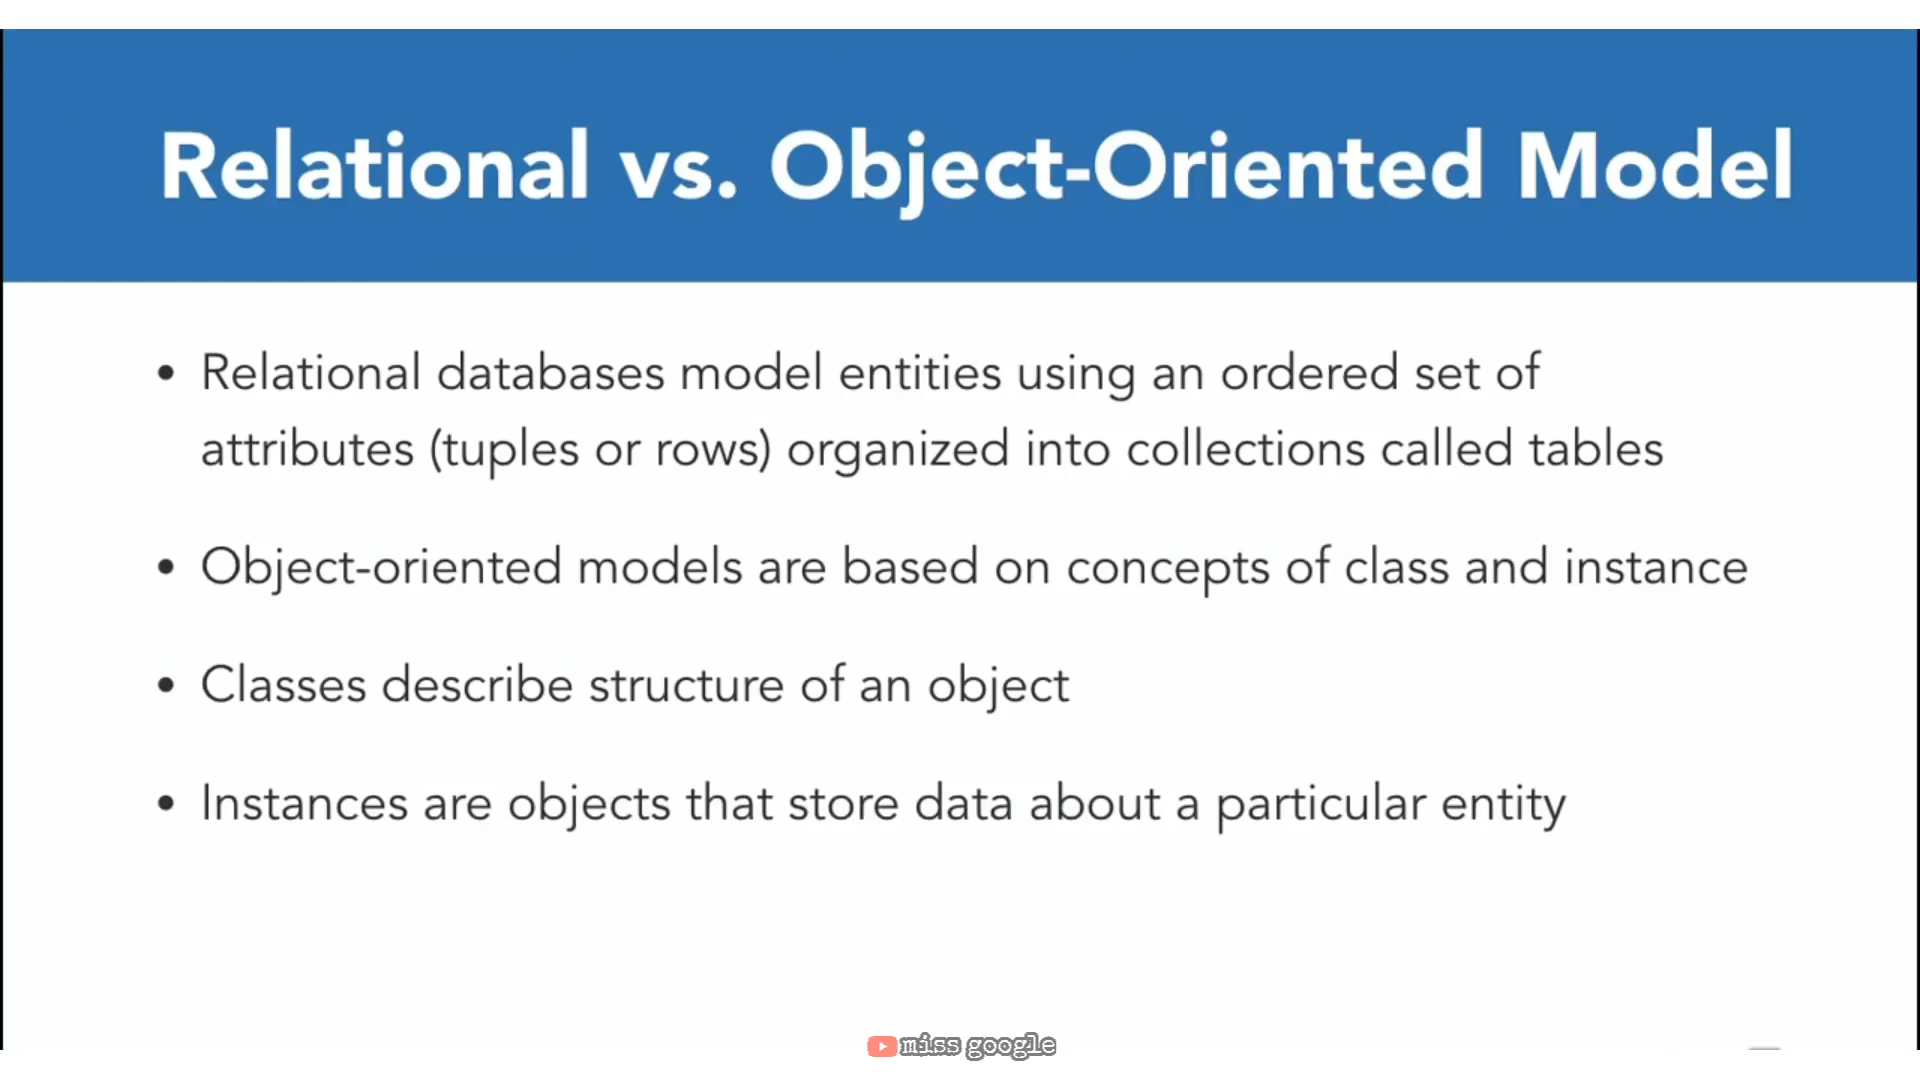 Relational vs. Object-Oriented Model
• Relational databases model entities using an ordered set of
attributes (tuples or rows) organized into collections called tables
• Object-oriented models are based on concepts of class and instance
• Classes describe structure of an object
• Instances are objects that store data about a particular entity
miss google